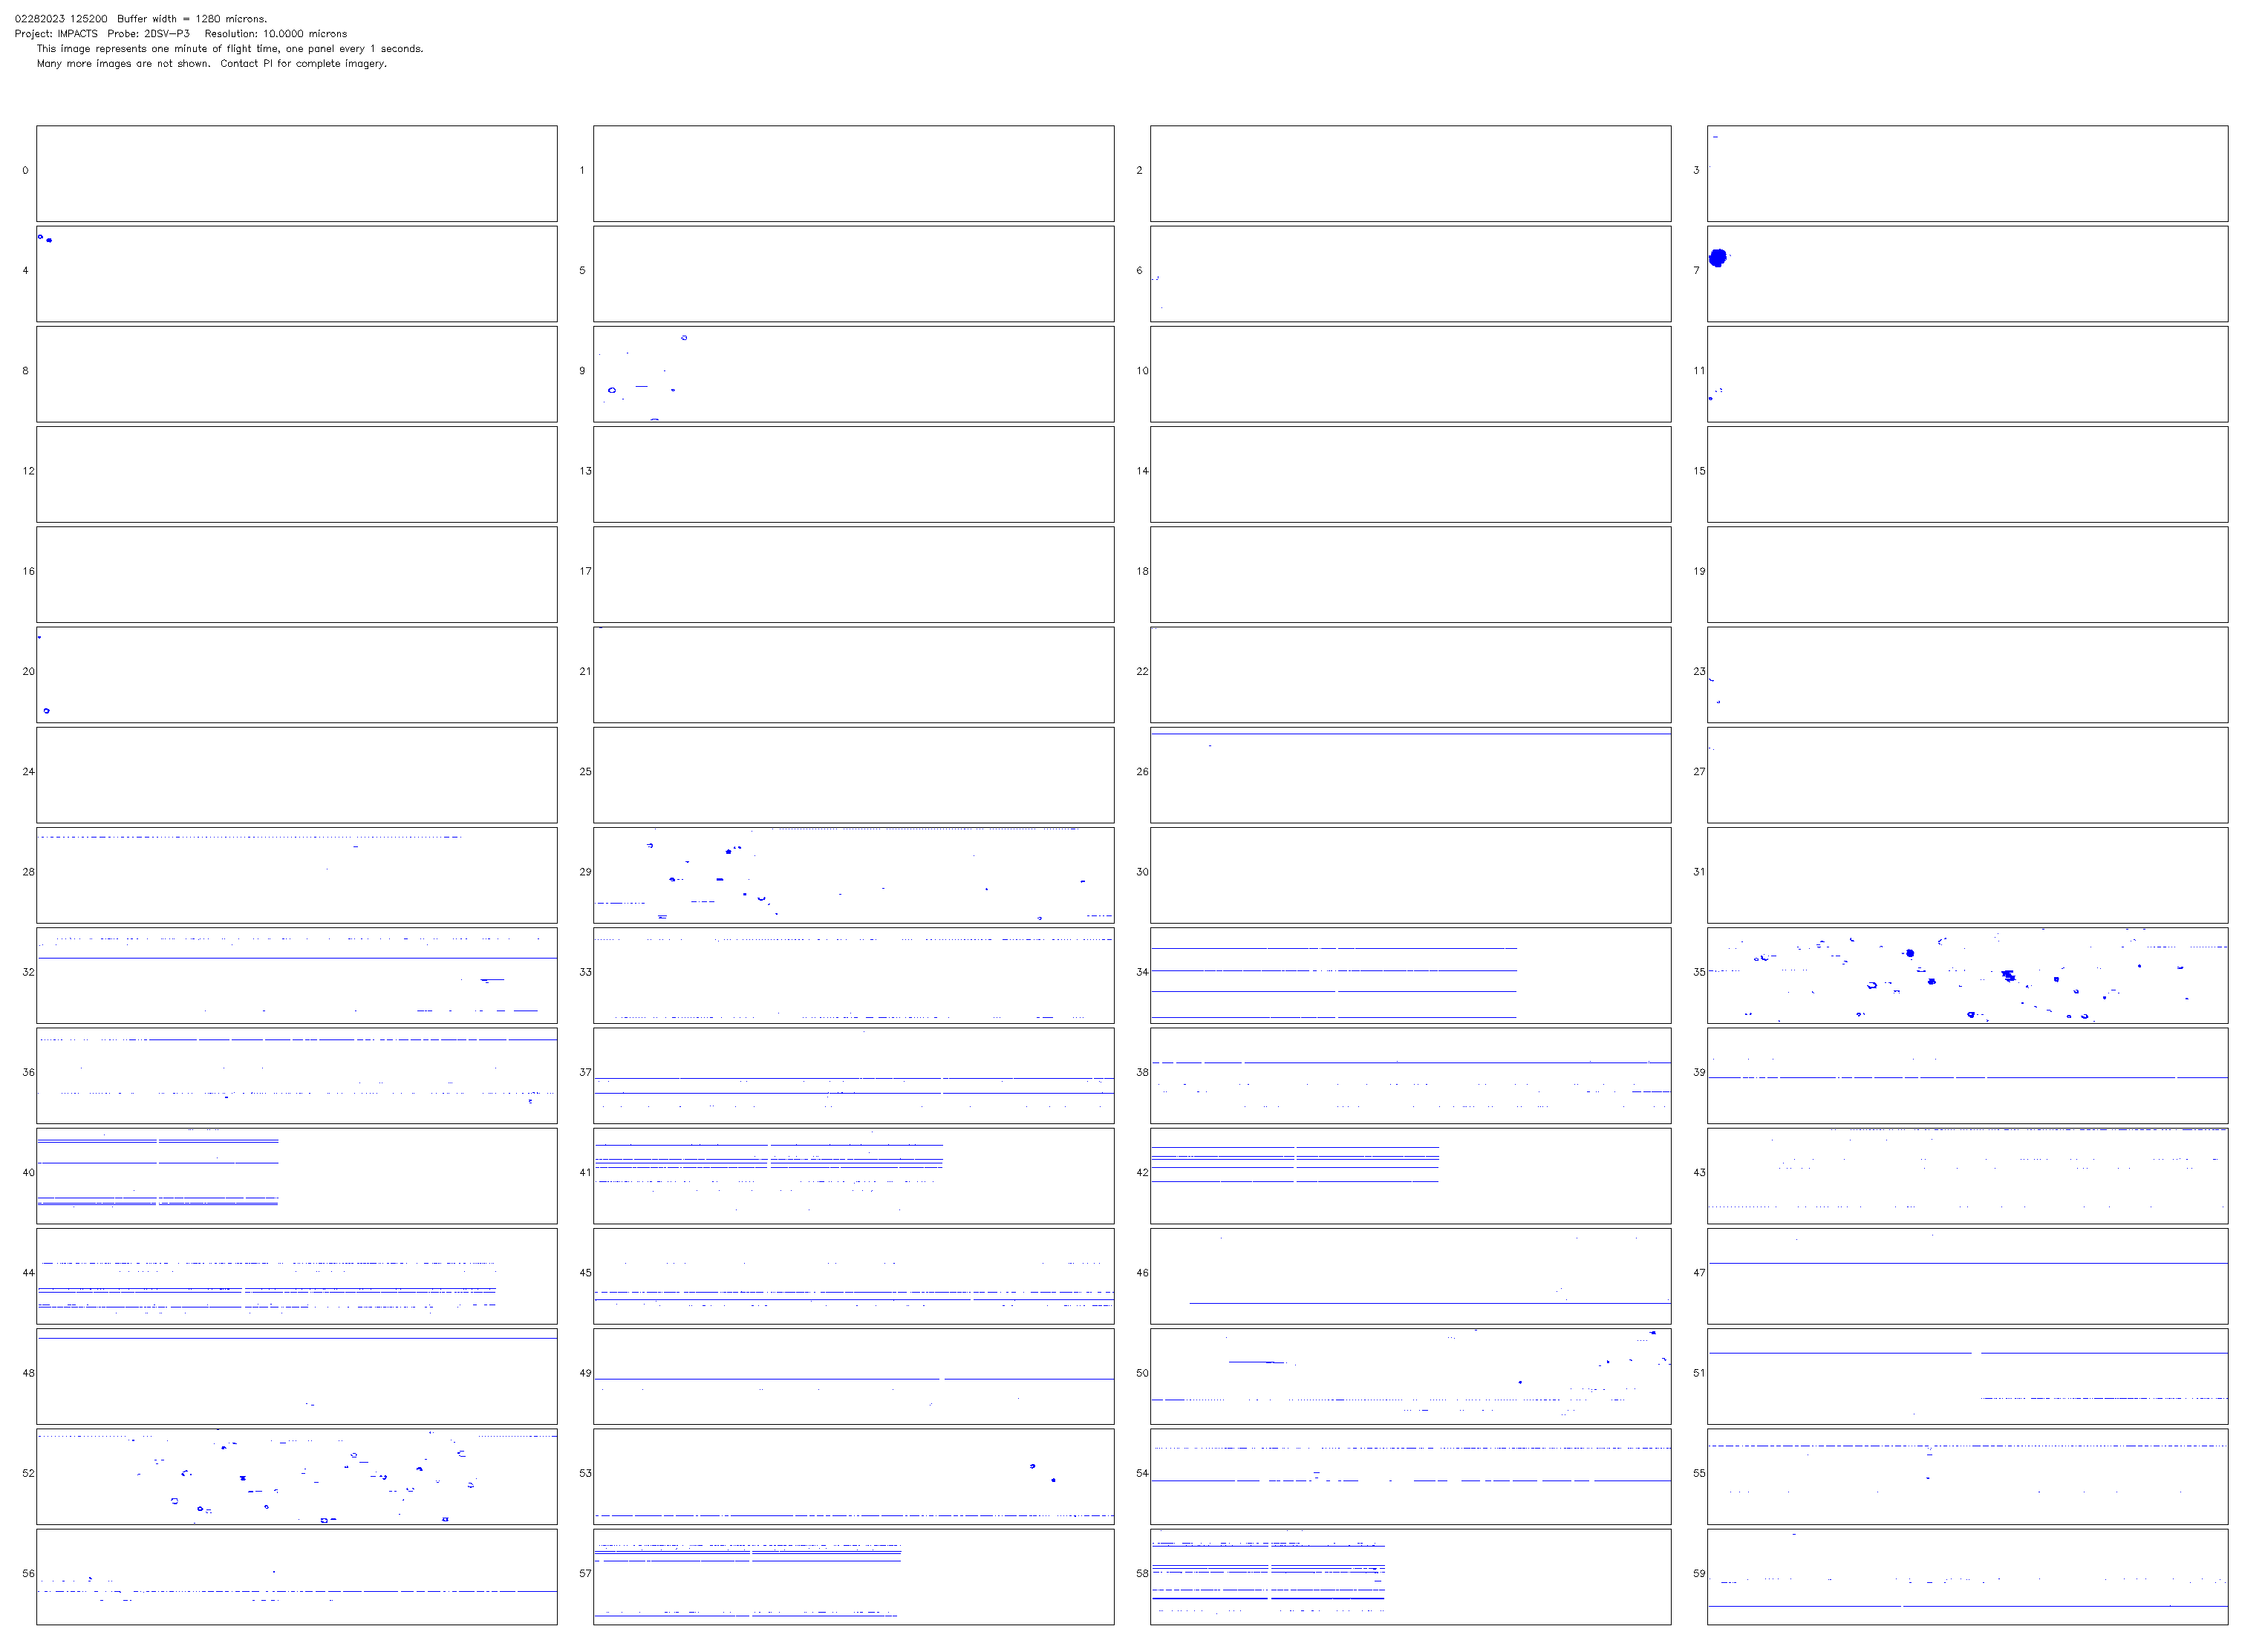 02282023 125200 Buffer width = 1280 microns.
Project: IMPACTS Probe: 2DSV-P3 Resolution: 10.0000 microns
This image represents one minute of flight time, one panel every 1 seconds.
Many more images are not shown. Contact PI for complete imagery.
0 1 2 3
4 5 6 7
8 9 10 11
12 13 14 15
16 17 18 19
20 21 22 23
24 25 26 27
28 29 30 31
32 33 34 35
36 37 38 39
40 41 42 43
44 45 46 47
48 49 50 51
52 53 54 55
56 57 58 59